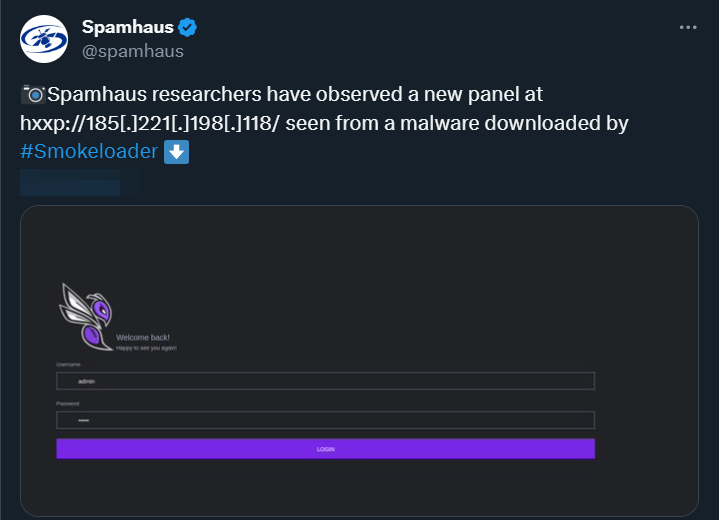 Spamhaus
@spamhaus
📷Spamhaus researchers have observed a new panel at
hxxp://185[.]221[.]198[.]118/ seen from a malware downloaded by
#Smokeloader ⬇️
Welcome back!
Happy to see you again!
Username
admin
Password
•••••
LOGIN